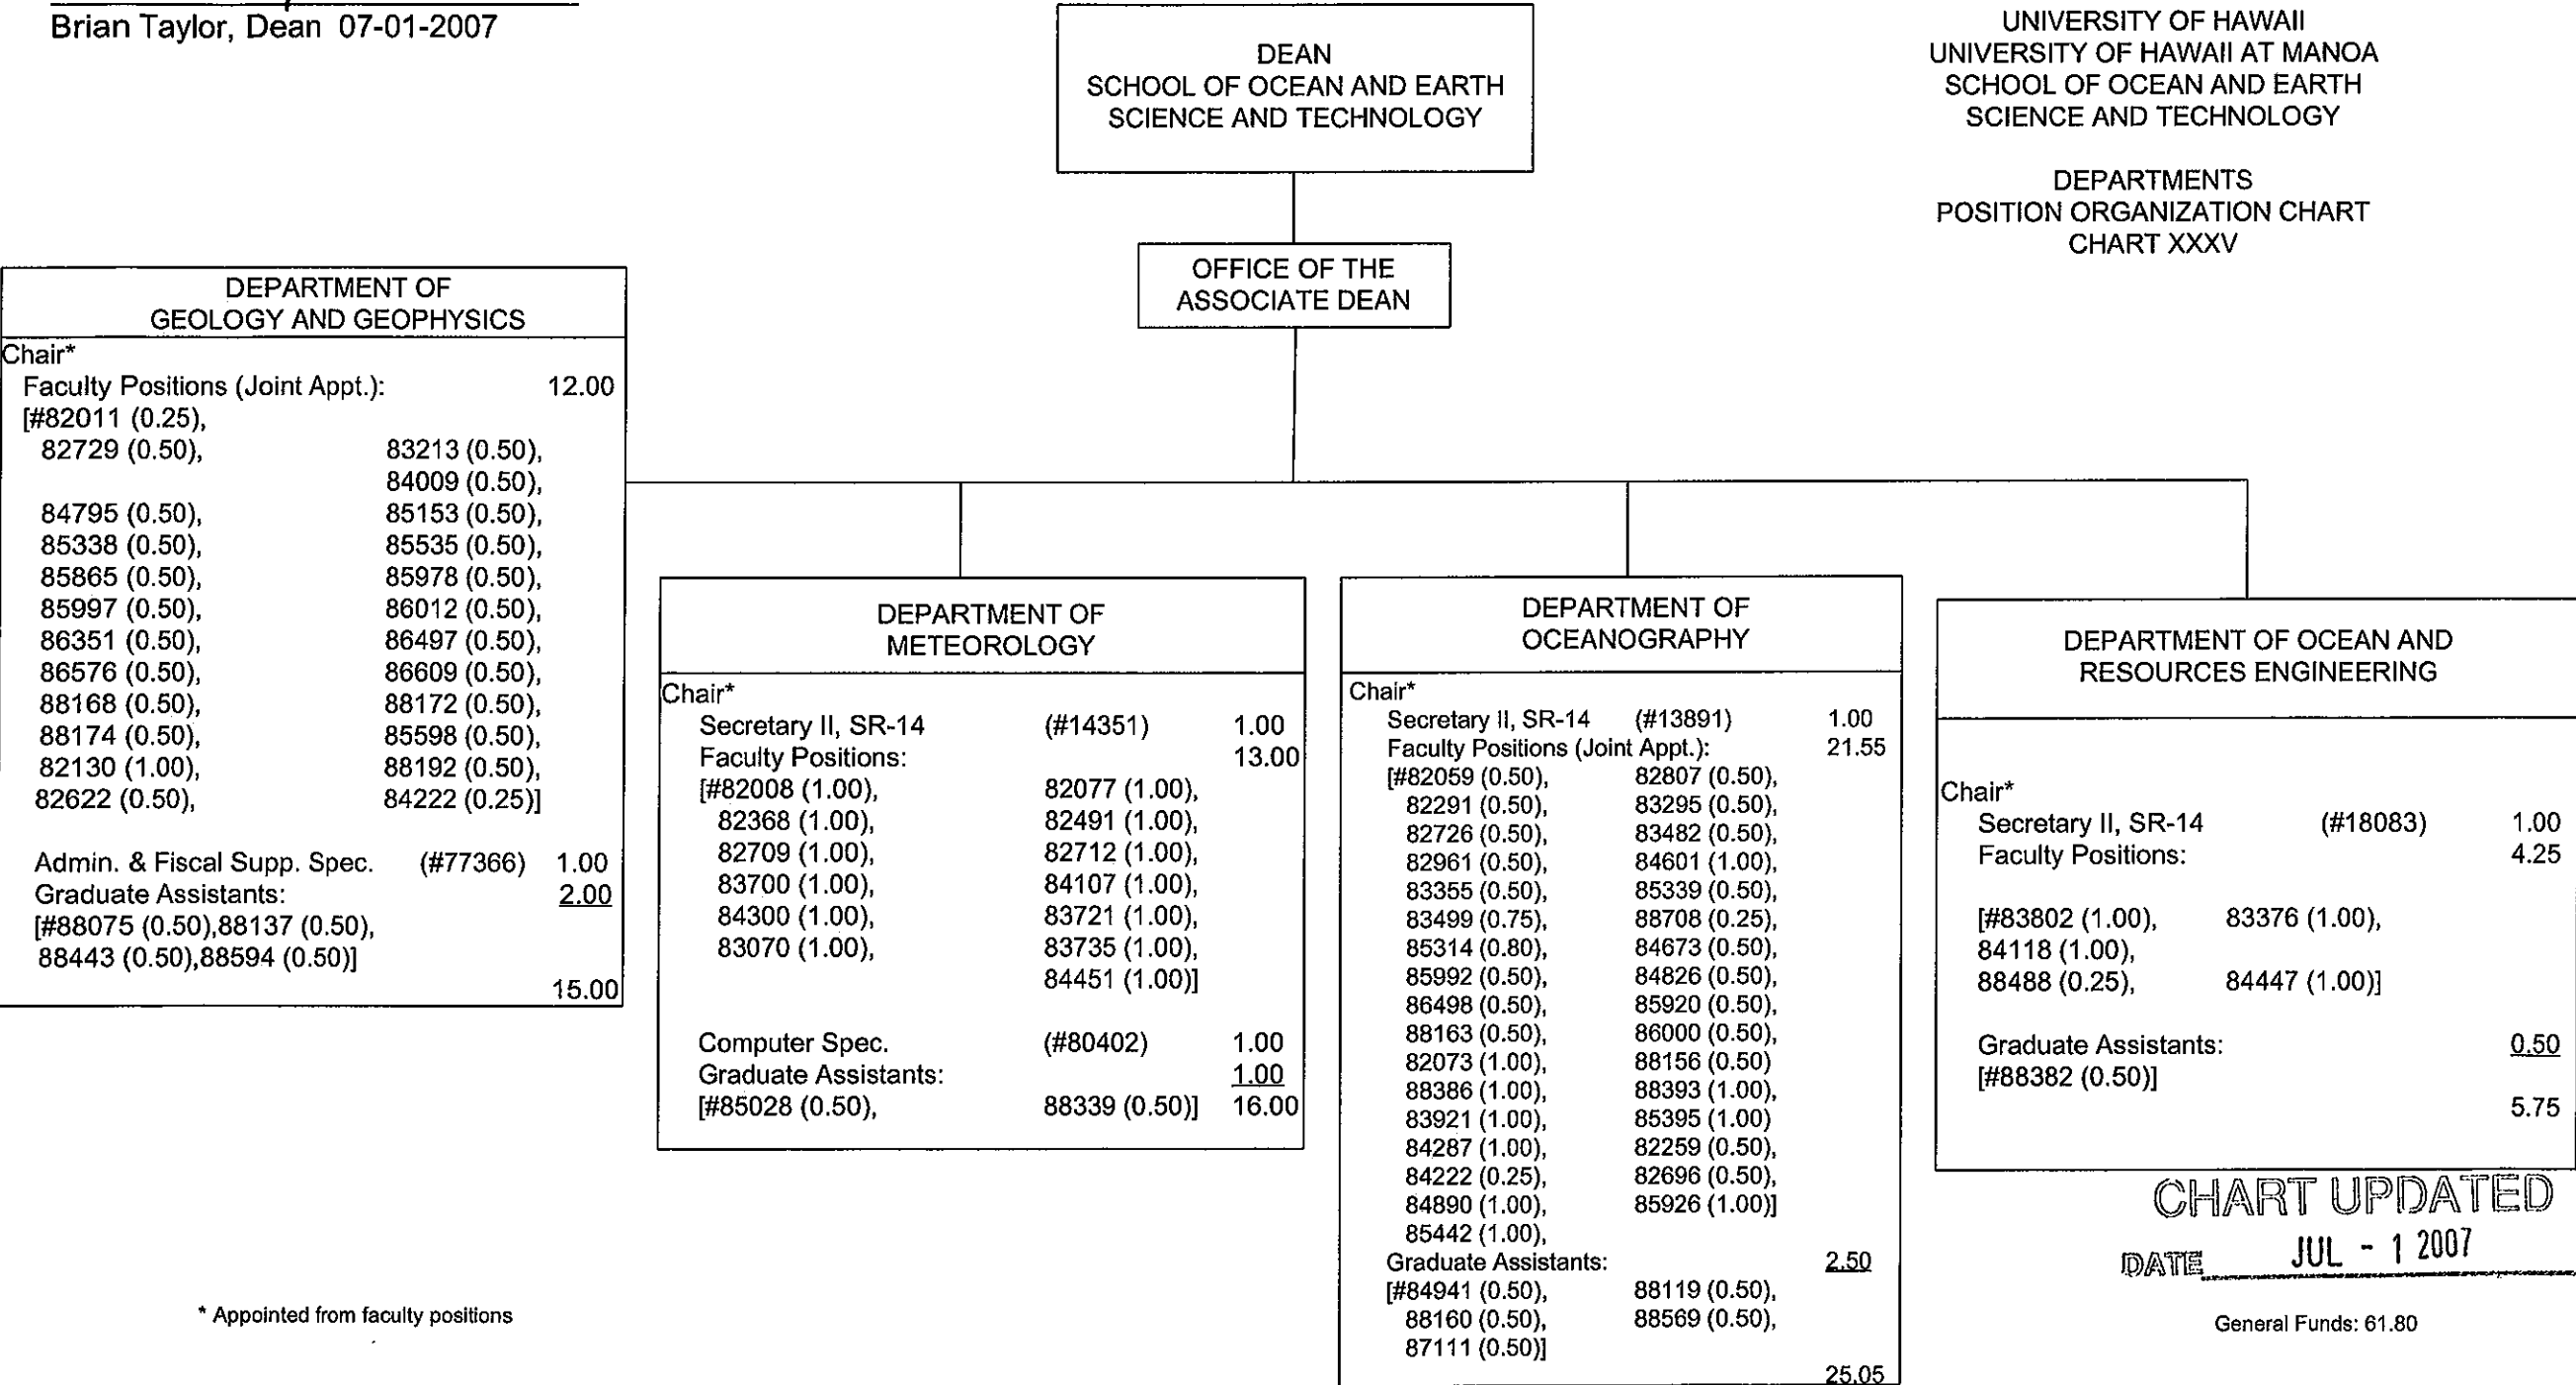 Brian Taylor, Dean 07-01-2007
DEAN
SCHOOL OF OCEAN AND EARTH
SCIENCE AND TECHNOLOGY
UNIVERSITY OF HAWAII
UNIVERSITY OF HAWAII AT MANOA
SCHOOL OF OCEAN AND EARTH
SCIENCE AND TECHNOLOGY
DEPARTMENTS
POSITION ORGANIZATION CHART
CHART XXXV
OFFICE OF THE
ASSOCIATE DEAN
DEPARTMENT OF
GEOLOGY AND GEOPHYSICS
Chair*
Faculty Positions (Joint Appt.): 12.00
[#82011 (0.25),
82729 (0.50), 83213 (0.50),
84009 (0.50),
84795 (0.50), 85153 (0.50),
85338 (0.50), 85535 (0.50),
85865 (0.50), 85978 (0.50),
85997 (0.50), 86012 (0.50),
86351 (0.50), 86497 (0.50),
86576 (0.50), 86609 (0.50),
88168 (0.50), 88172 (0.50),
88174 (0.50), 85598 (0.50),
82130 (1.00), 88192 (0.50),
82622 (0.50), 84222 (0.25)]
Admin. & Fiscal Supp. Spec. (#77366) 1.00
Graduate Assistants: 2.00
[#88075 (0.50),88137 (0.50),
88443 (0.50),88594 (0.50)]
15.00
DEPARTMENT OF
METEOROLOGY
Chair*
Secretary II, SR-14 (#14351) 1.00
Faculty Positions: 13.00
[#82008 (1.00), 82077 (1.00),
82368 (1.00), 82491 (1.00),
82709 (1.00), 82712 (1.00),
83700 (1.00), 84107 (1.00),
84300 (1.00), 83721 (1.00),
83070 (1.00), 83735 (1.00),
84451 (1.00)]
Computer Spec. (#80402) 1.00
Graduate Assistants: 1.00
[#85028 (0.50), 88339 (0.50)] 16.00
DEPARTMENT OF
OCEANOGRAPHY
Chair*
Secretary II, SR-14 (#13891) 1.00
Faculty Positions (Joint Appt.): 21.55
[#82059 (0.50), 82807 (0.50),
82291 (0.50), 83295 (0.50),
82726 (0.50), 83482 (0.50),
82961 (0.50), 84601 (1.00),
83355 (0.50), 85339 (0.50),
83499 (0.75), 88708 (0.25),
85314 (0.80), 84673 (0.50),
85992 (0.50), 84826 (0.50),
86498 (0.50), 85920 (0.50),
88163 (0.50), 86000 (0.50),
82073 (1.00), 88156 (0.50)
88386 (1.00), 88393 (1.00),
83921 (1.00), 85395 (1.00)
84287 (1.00), 82259 (0.50),
84222 (0.25), 82696 (0.50),
84890 (1.00), 85926 (1.00)]
85442 (1.00),
Graduate Assistants: 2.50
[#84941 (0.50), 88119 (0.50),
88160 (0.50), 88569 (0.50),
87111 (0.50)]
25.05
DEPARTMENT OF OCEAN AND
RESOURCES ENGINEERING
Chair*
Secretary II, SR-14 (#18083) 1.00
Faculty Positions: 4.25
[#83802 (1.00), 83376 (1.00),
84118 (1.00),
88488 (0.25), 84447 (1.00)]
Graduate Assistants: 0.50
[#88382 (0.50)]
5.75
CHART UPDATED
DATE JUL - 1 2007
* Appointed from faculty positions
General Funds: 61.80